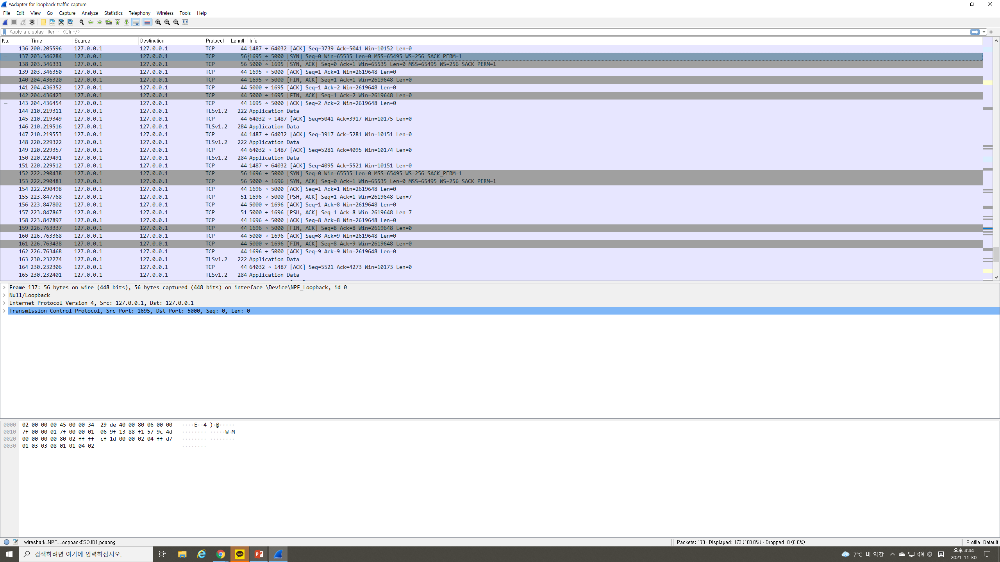 *Adapter for loopback traffic capture
File Edit View Go Capture Analyze Statistics Telephony Wireless Tools Help
Apply a display filter ··· <Ctrl-/>
No. Time Source Destination Protocol Length Info
136 200.205596 127.0.0.1 127.0.0.1 TCP 44 1487 → 64032 [ACK] Seq=3739 Ack=5041 Win=10152 Len=0
137 203.346284 127.0.0.1 127.0.0.1 TCP 56 1695 → 5000 [SYN] Seq=0 Win=65535 Len=0 MSS=65495 WS=256 SACK_PERM=1
138 203.346331 127.0.0.1 127.0.0.1 TCP 56 5000 → 1695 [SYN, ACK] Seq=0 Ack=1 Win=65535 Len=0 MSS=65495 WS=256 SACK_PERM=1
139 203.346350 127.0.0.1 127.0.0.1 TCP 44 1695 → 5000 [ACK] Seq=1 Ack=1 Win=2619648 Len=0
140 204.436320 127.0.0.1 127.0.0.1 TCP 44 1695 → 5000 [FIN, ACK] Seq=1 Ack=1 Win=2619648 Len=0
141 204.436352 127.0.0.1 127.0.0.1 TCP 44 5000 → 1695 [ACK] Seq=1 Ack=2 Win=2619648 Len=0
142 204.436423 127.0.0.1 127.0.0.1 TCP 44 5000 → 1695 [FIN, ACK] Seq=1 Ack=2 Win=2619648 Len=0
143 204.436454 127.0.0.1 127.0.0.1 TCP 44 1695 → 5000 [ACK] Seq=2 Ack=2 Win=2619648 Len=0
144 210.219311 127.0.0.1 127.0.0.1 TLSv1.2 222 Application Data
145 210.219349 127.0.0.1 127.0.0.1 TCP 44 64032 → 1487 [ACK] Seq=5041 Ack=3917 Win=10175 Len=0
146 210.219516 127.0.0.1 127.0.0.1 TLSv1.2 284 Application Data
147 210.219553 127.0.0.1 127.0.0.1 TCP 44 1487 → 64032 [ACK] Seq=3917 Ack=5281 Win=10151 Len=0
148 220.229322 127.0.0.1 127.0.0.1 TLSv1.2 222 Application Data
149 220.229357 127.0.0.1 127.0.0.1 TCP 44 64032 → 1487 [ACK] Seq=5281 Ack=4095 Win=10174 Len=0
150 220.229491 127.0.0.1 127.0.0.1 TLSv1.2 284 Application Data
151 220.229512 127.0.0.1 127.0.0.1 TCP 44 1487 → 64032 [ACK] Seq=4095 Ack=5521 Win=10151 Len=0
152 222.290438 127.0.0.1 127.0.0.1 TCP 56 1696 → 5000 [SYN] Seq=0 Win=65535 Len=0 MSS=65495 WS=256 SACK_PERM=1
153 222.290481 127.0.0.1 127.0.0.1 TCP 56 5000 → 1696 [SYN, ACK] Seq=0 Ack=1 Win=65535 Len=0 MSS=65495 WS=256 SACK_PERM=1
154 222.290498 127.0.0.1 127.0.0.1 TCP 44 1696 → 5000 [ACK] Seq=1 Ack=1 Win=2619648 Len=0
155 223.847768 127.0.0.1 127.0.0.1 TCP 51 1696 → 5000 [PSH, ACK] Seq=1 Ack=1 Win=2619648 Len=7
156 223.847802 127.0.0.1 127.0.0.1 TCP 44 5000 → 1696 [ACK] Seq=1 Ack=8 Win=2619648 Len=0
157 223.847867 127.0.0.1 127.0.0.1 TCP 51 5000 → 1696 [PSH, ACK] Seq=1 Ack=8 Win=2619648 Len=7
158 223.847897 127.0.0.1 127.0.0.1 TCP 44 1696 → 5000 [ACK] Seq=8 Ack=8 Win=2619648 Len=0
159 226.763337 127.0.0.1 127.0.0.1 TCP 44 1696 → 5000 [FIN, ACK] Seq=8 Ack=8 Win=2619648 Len=0
160 226.763368 127.0.0.1 127.0.0.1 TCP 44 5000 → 1696 [ACK] Seq=8 Ack=9 Win=2619648 Len=0
161 226.763438 127.0.0.1 127.0.0.1 TCP 44 5000 → 1696 [FIN, ACK] Seq=8 Ack=9 Win=2619648 Len=0
162 226.763468 127.0.0.1 127.0.0.1 TCP 44 1696 → 5000 [ACK] Seq=9 Ack=9 Win=2619648 Len=0
163 230.232274 127.0.0.1 127.0.0.1 TLSv1.2 222 Application Data
164 230.232306 127.0.0.1 127.0.0.1 TCP 44 64032 → 1487 [ACK] Seq=5521 Ack=4273 Win=10173 Len=0
165 230.232401 127.0.0.1 127.0.0.1 TLSv1.2 284 Application Data
Frame 137: 56 bytes on wire (448 bits), 56 bytes captured (448 bits) on interface \Device\NPF_Loopback, id 0
Null/Loopback
Internet Protocol Version 4, Src: 127.0.0.1, Dst: 127.0.0.1
Transmission Control Protocol, Src Port: 1695, Dst Port: 5000, Seq: 0, Len: 0
0000 02 00 00 00 45 00 00 34 29 de 40 00 80 06 00 00 ····E··4 )·@·····
0010 7f 00 00 01 7f 00 00 01 06 9f 13 88 f1 57 9c 4d ········ ·····W·M
0020 00 00 00 00 80 02 ff ff cf 1d 00 00 02 04 ff d7 ········ ········
0030 01 03 03 08 01 01 04 02 ········
wireshark_NPF_Loopback5SOJD1.pcapng
Packets: 173 · Displayed: 173 (100.0%) · Dropped: 0 (0.0%)
Profile: Default
검색하려면 여기에 입력하십시오.
TALK
7°C 비 약간
한
오후 4:44
2021-11-30